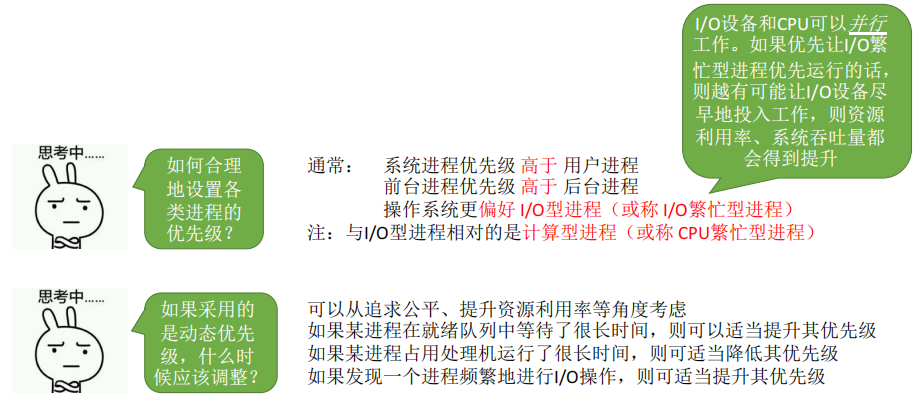 I/O设备和CPU可以并行
工作。如果优先让I/O繁
忙型进程优先运行的话，
则越有可能让I/O设备尽
早地投入工作，则资源
利用率、系统吞吐量都
会得到提升
思考中……
如何合理
地设置各
类进程的
优先级？
通常： 系统进程优先级 高于 用户进程
前台进程优先级 高于 后台进程
操作系统更偏好 I/O型进程（或称 I/O繁忙型进程）
注：与I/O型进程相对的是计算型进程（或称 CPU繁忙型进程）
思考中……
如果采用的
是动态优先
级，什么时
候应该调整？
可以从追求公平、提升资源利用率等角度考虑
如果某进程在就绪队列中等待了很长时间，则可以适当提升其优先级
如果某进程占用处理机运行了很长时间，则可适当降低其优先级
如果发现一个进程频繁地进行I/O操作，则可适当提升其优先级